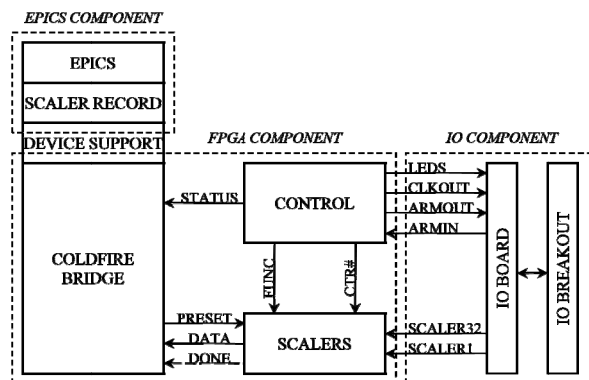 EPICS COMPONENT
EPICS
SCALER RECORD
DEVICE SUPPORT
FPGA COMPONENT
IO COMPONENT
LEDS
CLKOUT
STATUS
CONTROL
ARMOUT
ARMIN
COLDFIRE
BRIDGE
FUNC
CTR#
IO BOARD
IO BREAKOUT
PRESET
DATA
DONE
SCALERS
SCALER32
SCALER1